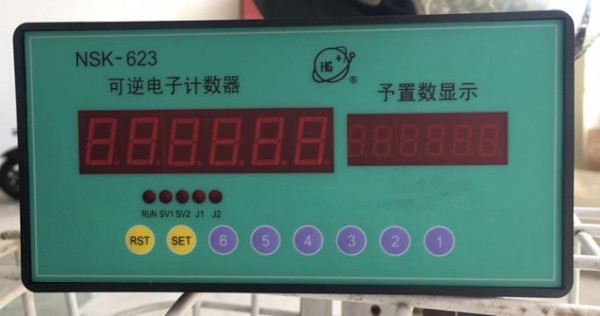 NSK-623
可逆电子计数器
HG
®
予置数显示
RUN SV1 SV2 J1 J2
RST SET 6 5 4 3 2 1